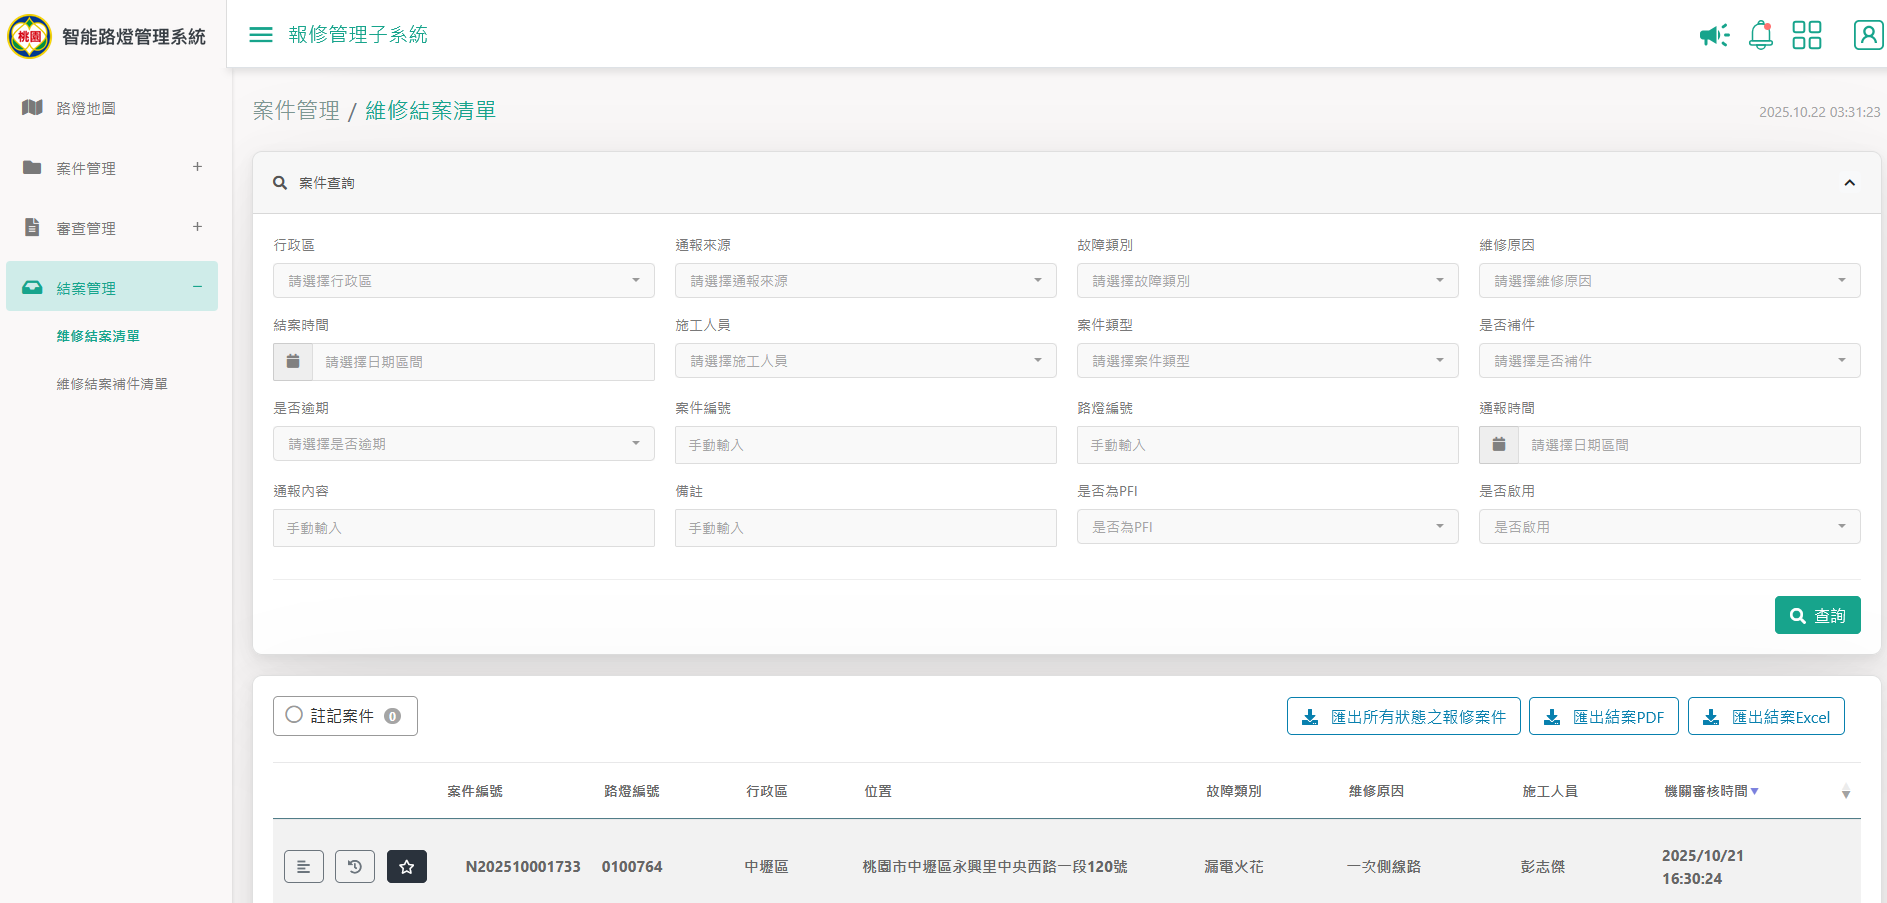 桃園
智能路燈管理系統
報修管理子系統
路燈地圖
案件管理 +
審查管理 +
結案管理 −
維修結案清單
維修結案補件清單
案件管理 / 維修結案清單
2025.10.22 03:31:23
案件查詢
行政區 通報來源 故障類別 維修原因
請選擇行政區 請選擇通報來源 請選擇故障類別 請選擇維修原因
結案時間 施工人員 案件類型 是否補件
請選擇日期區間 請選擇施工人員 請選擇案件類型 請選擇是否補件
是否逾期 案件編號 路燈編號 通報時間
請選擇是否逾期 手動輸入 手動輸入 請選擇日期區間
通報內容 備註 是否為PFI 是否啟用
手動輸入 手動輸入 是否為PFI 是否啟用
查詢
註記案件 0
匯出所有狀態之報修案件 匯出結案PDF 匯出結案Excel
案件編號 路燈編號 行政區 位置 故障類別 維修原因 施工人員 機關審核時間▼
N202510001733 0100764 中壢區 桃園市中壢區永興里中央西路一段120號 漏電火花 一次側線路 彭志傑 2025/10/21
16:30:24